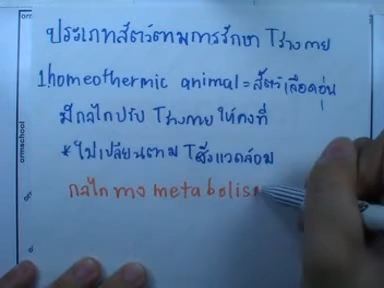 ประเภทสัตว์ตามการรักษา Tร่างกาย
1.homeothermic animal = สัตว์เลือดอุ่น
มีกลไกปรับ Tร่างกายให้คงที่
*ไม่เปลี่ยนตาม Tสิ่งแวดล้อม
กลไกทาง metabolis
ormschool